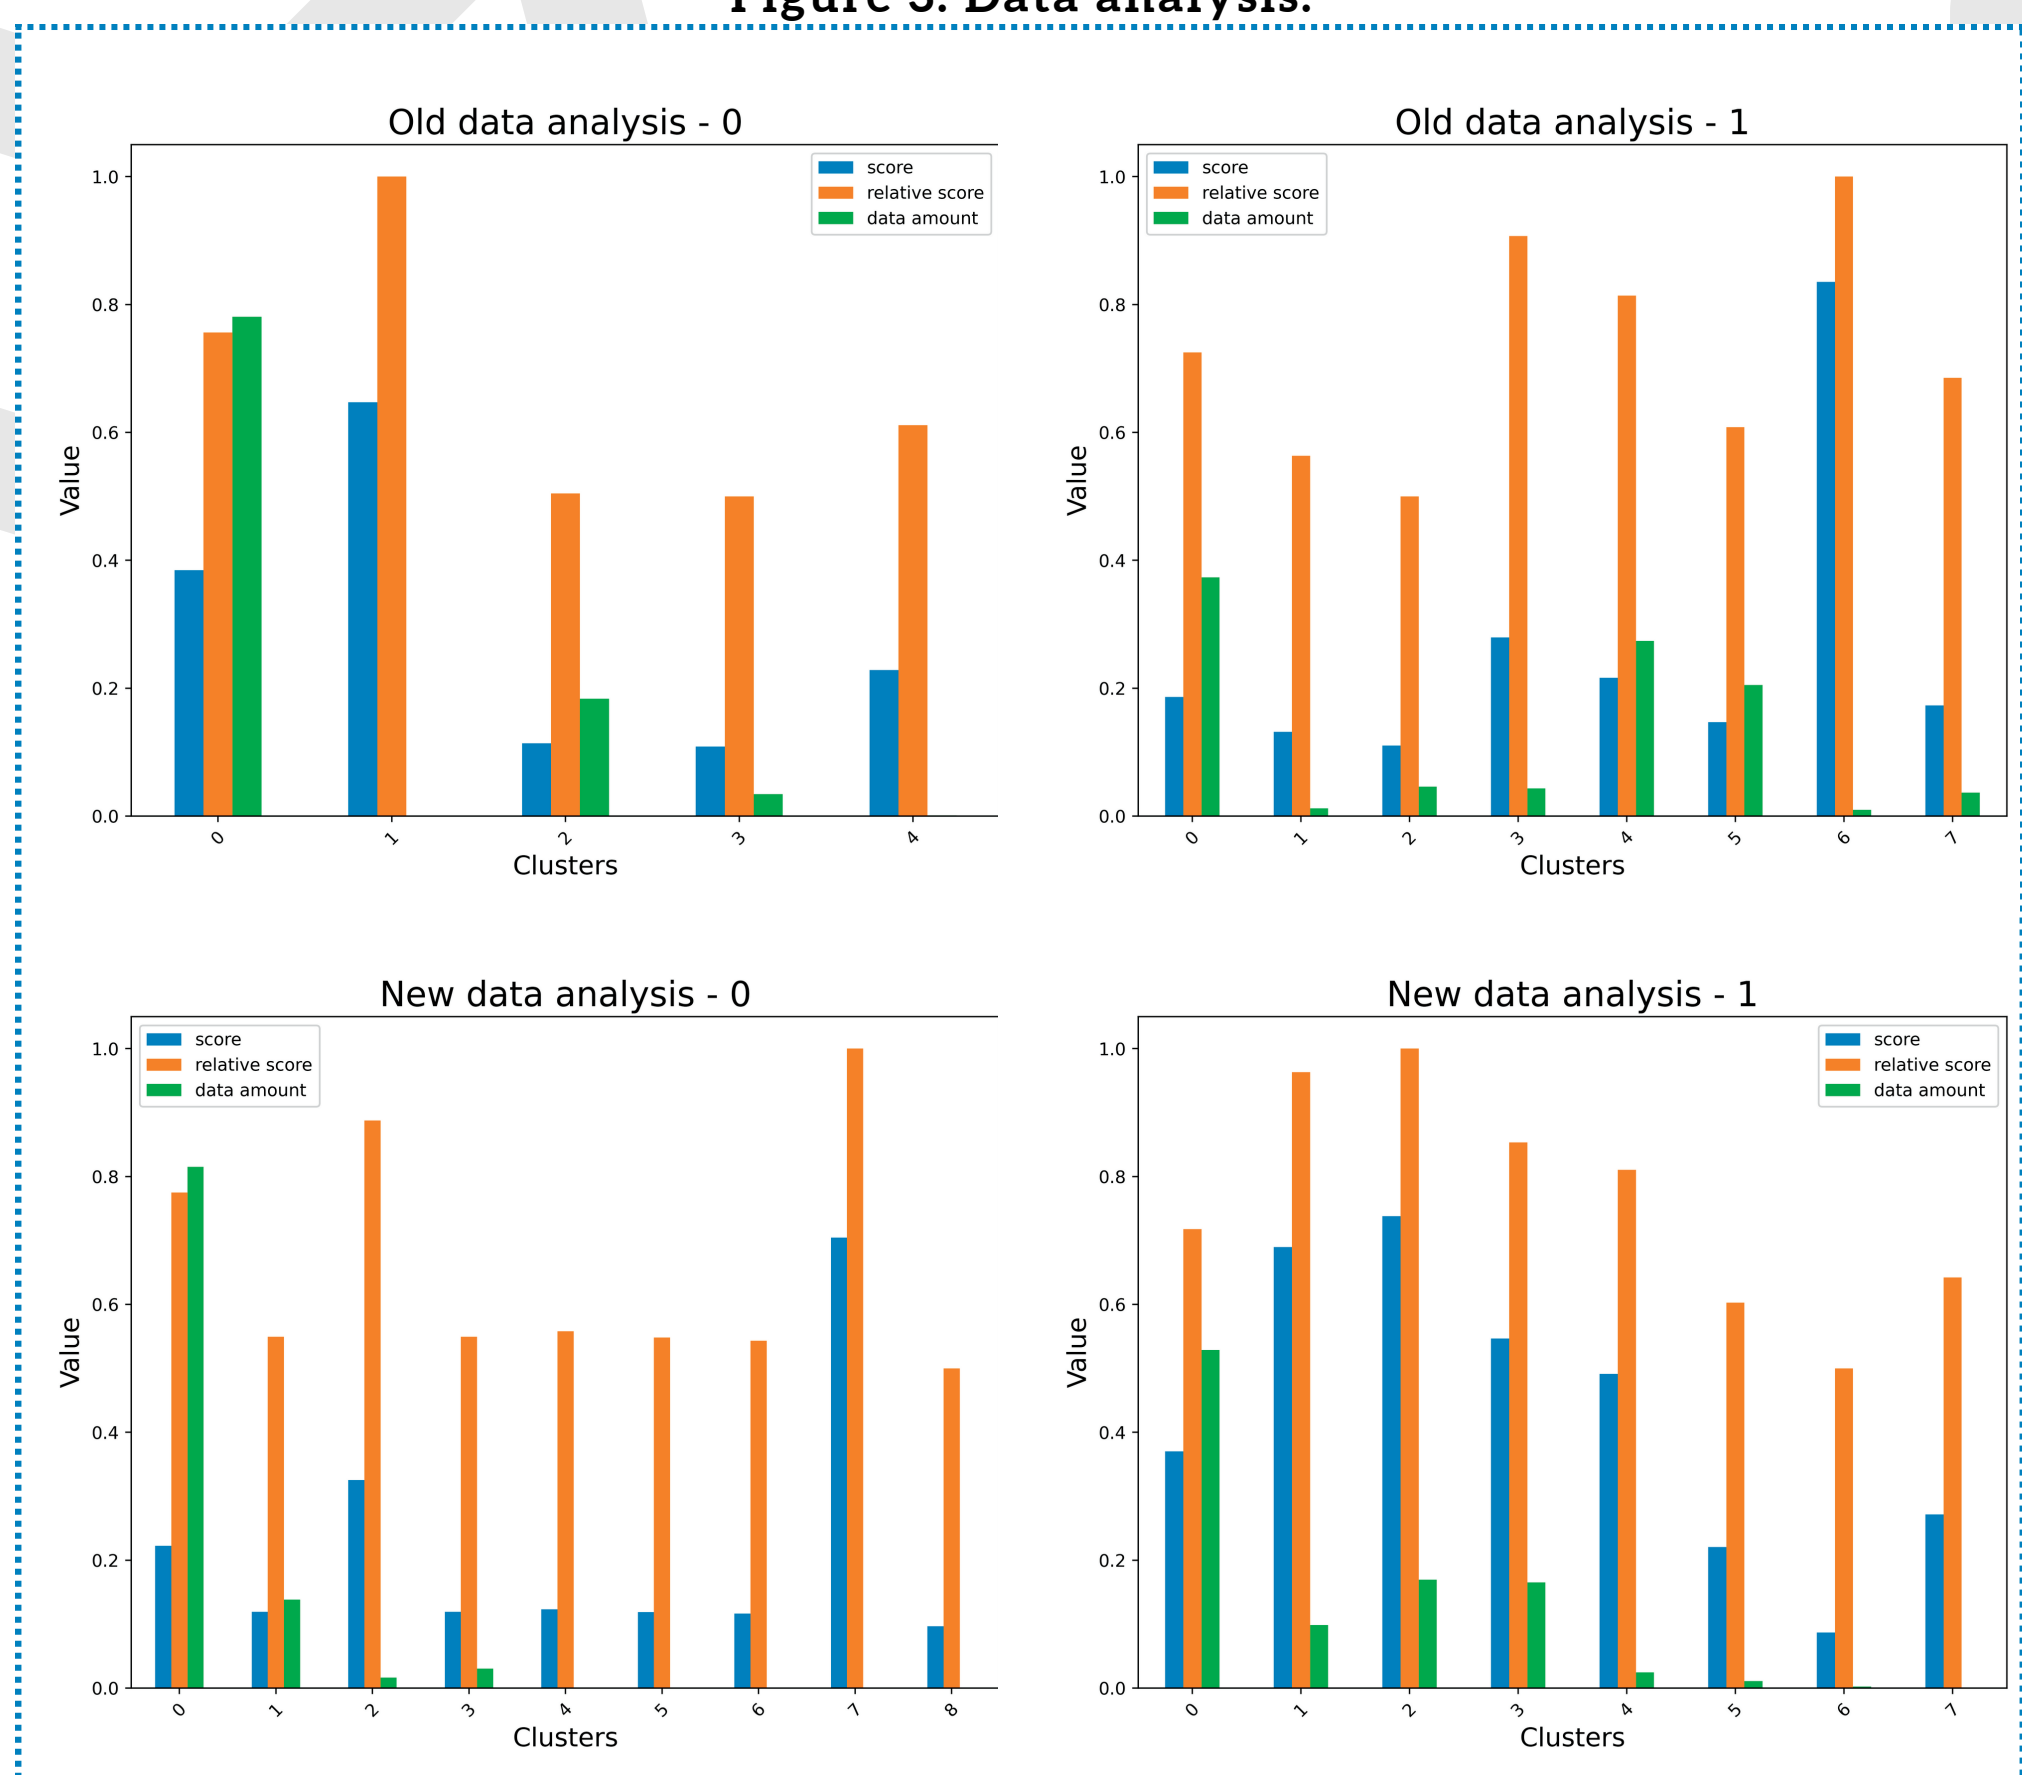 Figure 3. Data analysis.
Old data analysis - 0
score
relative score
data amount
1.0
0.8
0.6
0.4
0.2
0.0
Value
0 1 2 3 4
Clusters
Old data analysis - 1
score
relative score
data amount
1.0
0.8
0.6
0.4
0.2
0.0
Value
0 1 2 3 4 5 6 7
Clusters
New data analysis - 0
score
relative score
data amount
1.0
0.8
0.6
0.4
0.2
0.0
Value
0 1 2 3 4 5 6 7 8
Clusters
New data analysis - 1
score
relative score
data amount
1.0
0.8
0.6
0.4
0.2
0.0
Value
0 1 2 3 4 5 6 7
Clusters